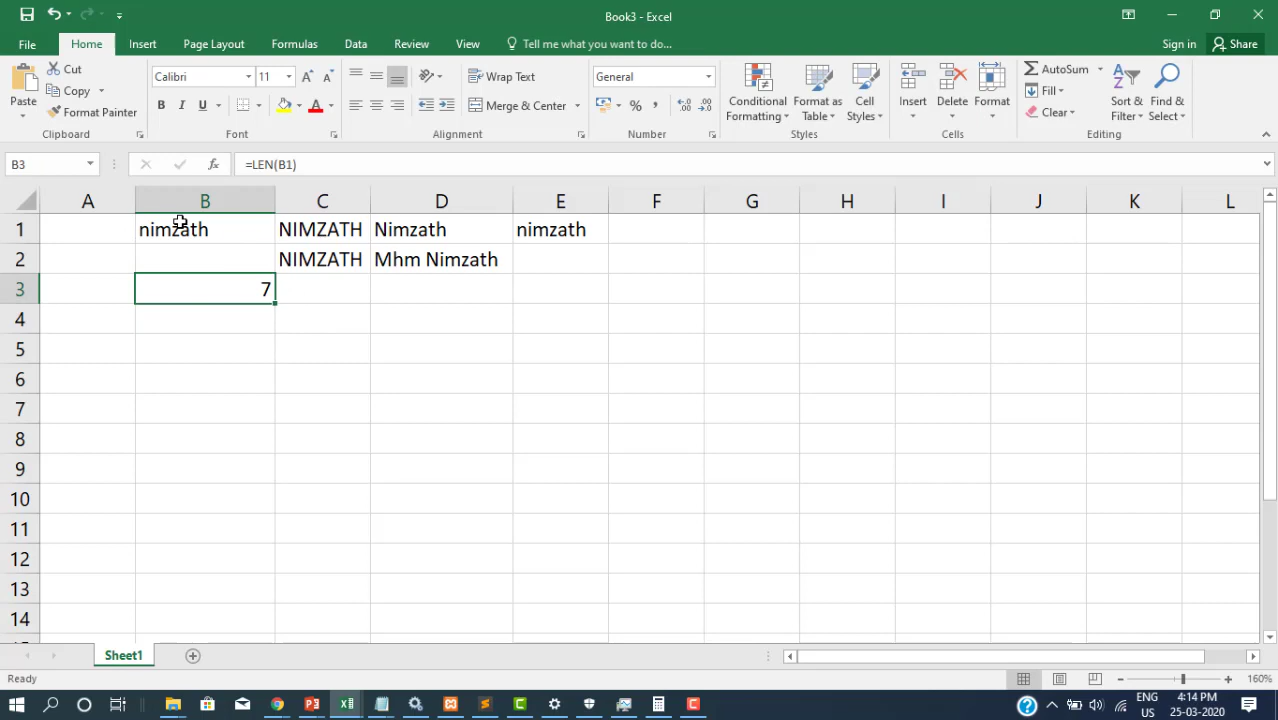 Book3 - Excel
File Home Insert Page Layout Formulas Data Review View Tell me what you want to do... Sign in Share
Paste Cut Calibri 11 Wrap Text General Conditional Formatting Format as Table Cell Styles Insert Delete Format AutoSum Sort & Filter Find & Select
Copy B I U A Merge & Center % , Fill
Format Painter Clear
Clipboard Font Alignment Number Styles Cells Editing
B3 fx =LEN(B1)
A B C D E F G H I J K L
1 nimzath NIMZATH Nimzath nimzath
2 NIMZATH Mhm Nimzath
3 7
4
5
6
7
8
9
10
11
12
13
14
Sheet1
Ready 160%
ENG 4:14 PM
US 25-03-2020